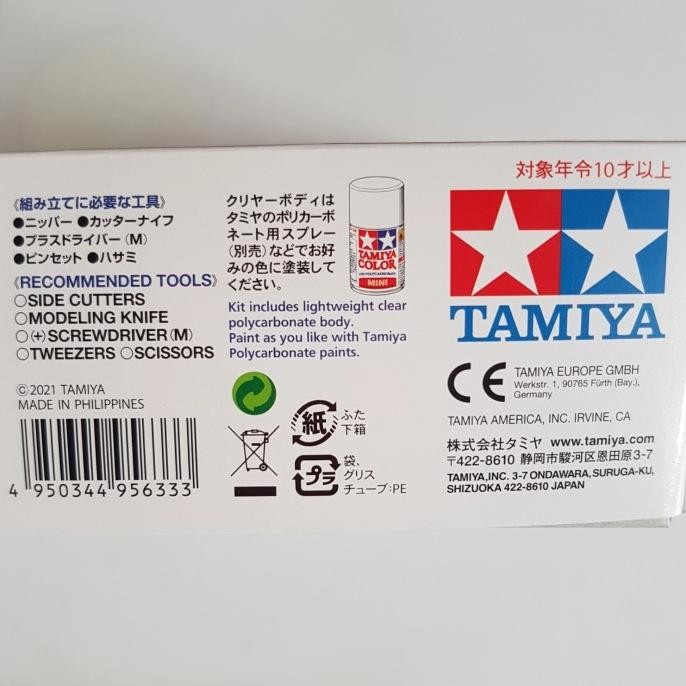 《組み立てに必要な工具》
●ニッパー ●カッターナイフ
●プラスドライバー (M)
●ピンセット ●ハサミ
《RECOMMENDED TOOLS》
○SIDE CUTTERS
○MODELING KNIFE
○(+)SCREWDRIVER (M)
○TWEEZERS ○SCISSORS
©2021 TAMIYA
MADE IN PHILIPPINES
4 950344 956333
クリヤーボディは
タミヤのポリカーボ
ネート用スプレー
(別売)などでお好
みの色に塗装して
ください。
Kit includes lightweight clear
polycarbonate body.
Paint as you like with Tamiya
Polycarbonate paints.
TAMIYA
COLOR
MINI
紙
ふた
下箱
プラ
袋、
グリス
チューブ:PE
対象年令10才以上
TAMIYA
CE
TAMIYA EUROPE GMBH
Werkstr. 1, 90765 Fürth (Bay.),
Germany
TAMIYA AMERICA, INC. IRVINE, CA
株式会社タミヤ www.tamiya.com
〒422-8610 静岡市駿河区恩田原3-7
TAMIYA,INC. 3-7 ONDAWARA, SURUGA-KU,
SHIZUOKA 422-8610 JAPAN